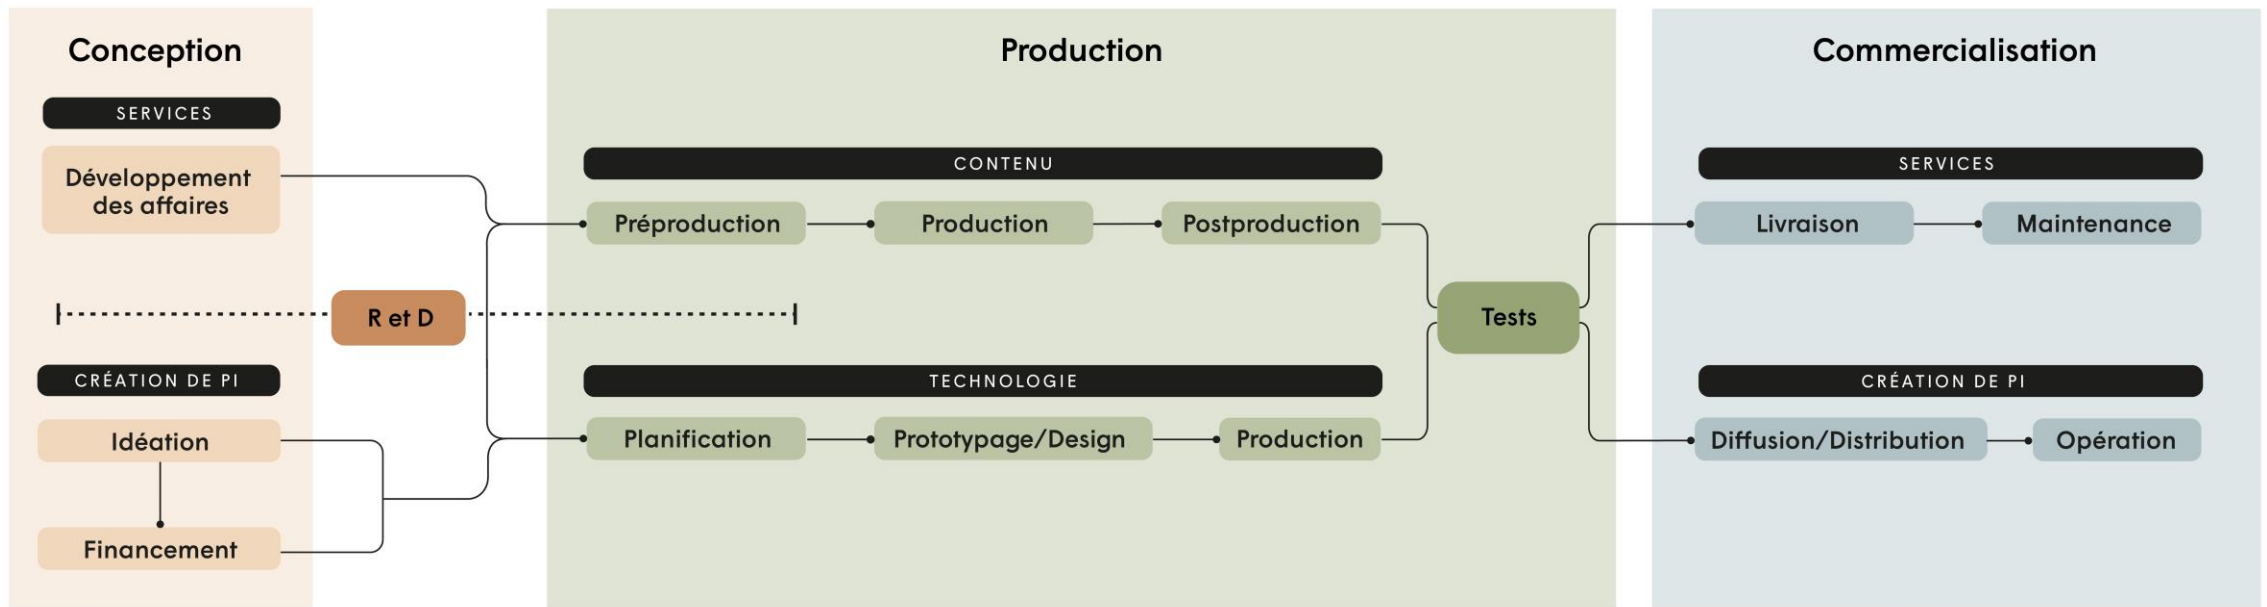 Conception
SERVICES
Développement
des affaires
R et D
CRÉATION DE PI
Idéation
Financement
Production
CONTENU
Préproduction
Production
Postproduction
TECHNOLOGIE
Planification
Prototypage/Design
Production
Tests
Commercialisation
SERVICES
Livraison
Maintenance
CRÉATION DE PI
Diffusion/Distribution
Opération